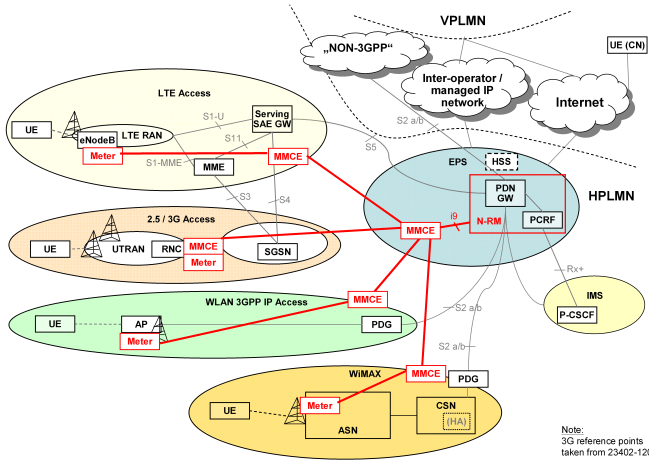 VPLMN
„NON-3GPP“
UE (CN)
Inter-operator /
managed IP
network
Internet
LTE Access
Serving
SAE GW
S1-U
S2 a/b
UE
eNodeB
LTE RAN
S11
S5
Meter
S1-MME
MME
MMCE
EPS
HSS
HPLMN
PDN
GW
S3
S4
i9
N-RM
PCRF
2.5 / 3G Access
MMCE
UE
UTRAN
RNC
MMCE
SGSN
Meter
Rx+
WLAN 3GPP IP Access
MMCE
IMS
S2 a/b
P-CSCF
UE
AP
PDG
Meter
S2 a/b
WiMAX
MMCE
PDG
UE
Meter
CSN
(HA)
ASN
Note:
3G reference points
taken from 23402-120